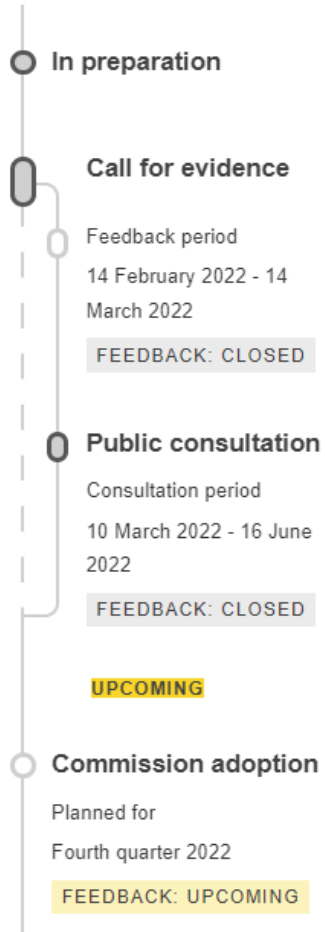 In preparation
Call for evidence
Feedback period
14 February 2022 - 14
March 2022
FEEDBACK: CLOSED
Public consultation
Consultation period
10 March 2022 - 16 June
2022
FEEDBACK: CLOSED
UPCOMING
Commission adoption
Planned for
Fourth quarter 2022
FEEDBACK: UPCOMING